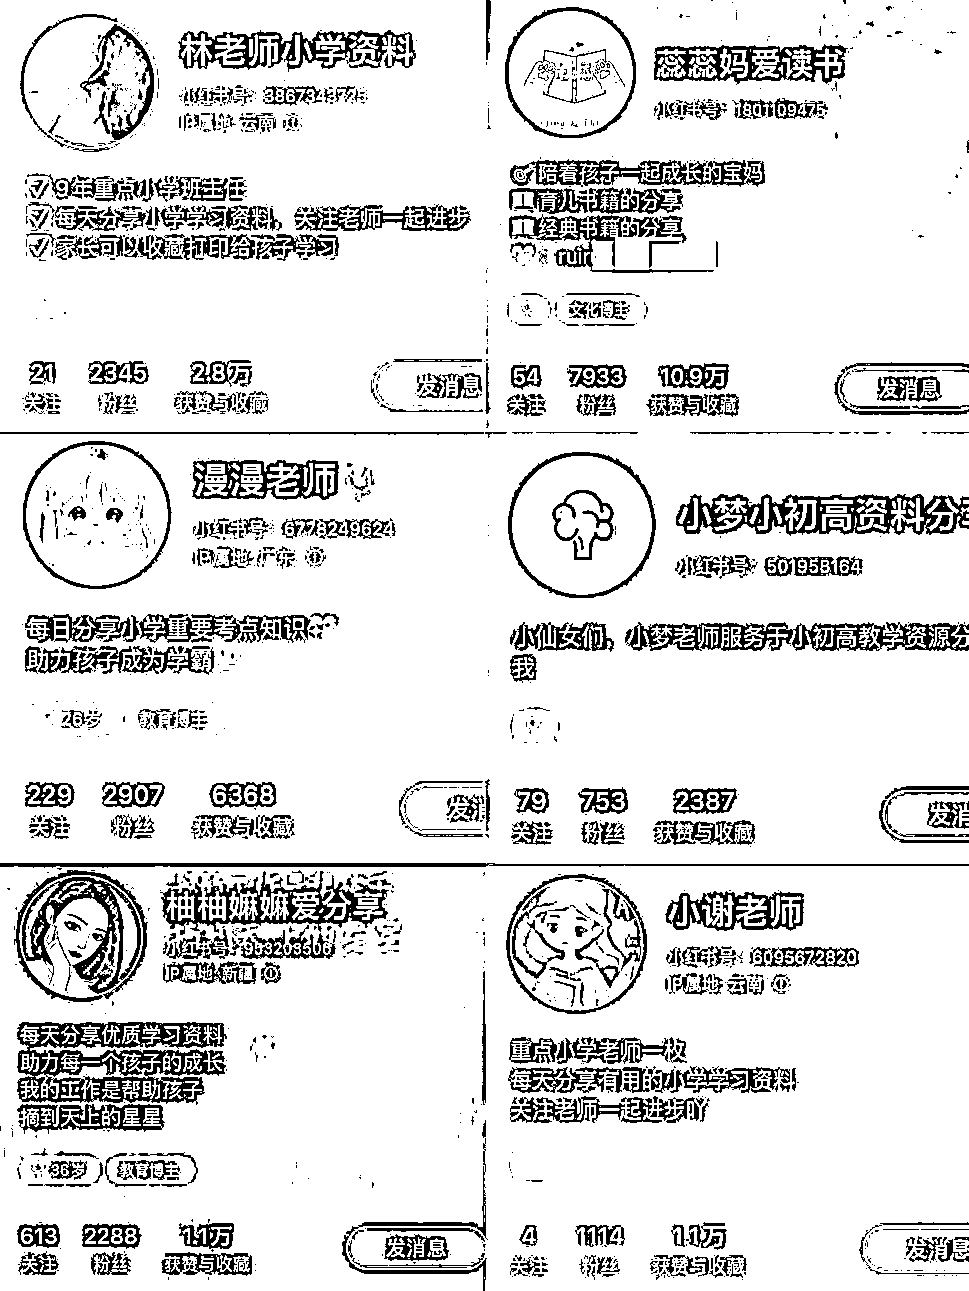 林老师小学资料
小红书号：3867343725
IP属地：云南
9年重点小学班主任
每天分享小学学习资料，关注老师一起进步
家长可以收藏打印给孩子学习
21 2345 2.8万
关注 粉丝 获赞与收藏
发消息
蕊蕊妈爱读书
小红书号：1801109475
陪着孩子一起成长的宝妈
育儿书籍的分享
经典书籍的分享
ruir
文化博主
54 7933 10.9万
关注 粉丝 获赞与收藏
发消息
漫漫老师
小红书号：6778249624
IP属地：广东
每日分享小学重要考点知识
助力孩子成为学霸
26岁 教育博主
229 2907 6368
关注 粉丝 获赞与收藏
发消
小梦小初高资料分享
小红书号：501958164
小仙女们，小梦老师服务于小初高教学资源分
我
79 753 2387
关注 粉丝 获赞与收藏
发消
柚柚嫲嫲爱分享
小红书号：953203306
IP属地：新疆
每天分享优质学习资料
助力每一个孩子的成长
我的工作是帮助孩子
摘到天上的星星
36岁 教育博主
613 2288 1.1万
关注 粉丝 获赞与收藏
发消息
小谢老师
小红书号：6095672820
IP属地：云南
重点小学老师一枚
每天分享有用的小学学习资料
关注老师一起进步吖
4 1114 1.1万
关注 粉丝 获赞与收藏
发消息